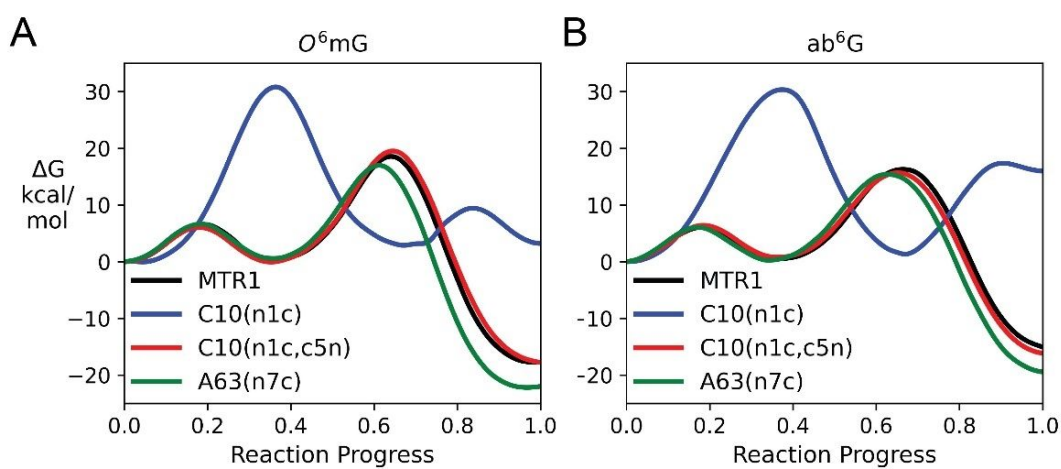 A
O⁶mG
30
20
10
0
−10
−20
ΔG
kcal/
mol
MTR1
C10(n1c)
C10(n1c,c5n)
A63(n7c)
0.0 0.2 0.4 0.6 0.8 1.0
Reaction Progress
B
ab⁶G
30
20
10
0
-10
-20
MTR1
C10(n1c)
C10(n1c,c5n)
A63(n7c)
0.0 0.2 0.4 0.6 0.8 1.0
Reaction Progress